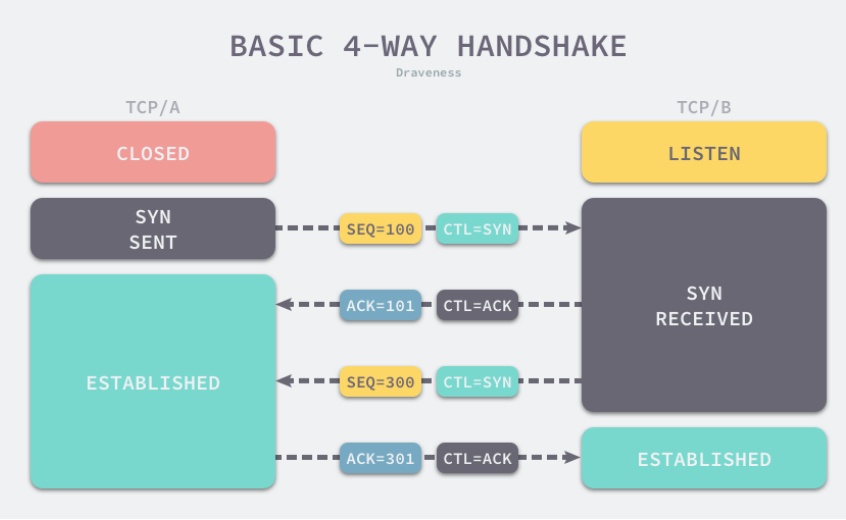 BASIC 4-WAY HANDSHAKE
Draveness
TCP/A
TCP/B
CLOSED
LISTEN
SYN
SENT
SEQ=100
CTL=SYN
SYN
RECEIVED
ACK=101
CTL=ACK
ESTABLISHED
SEQ=300
CTL=SYN
ACK=301
CTL=ACK
ESTABLISHED